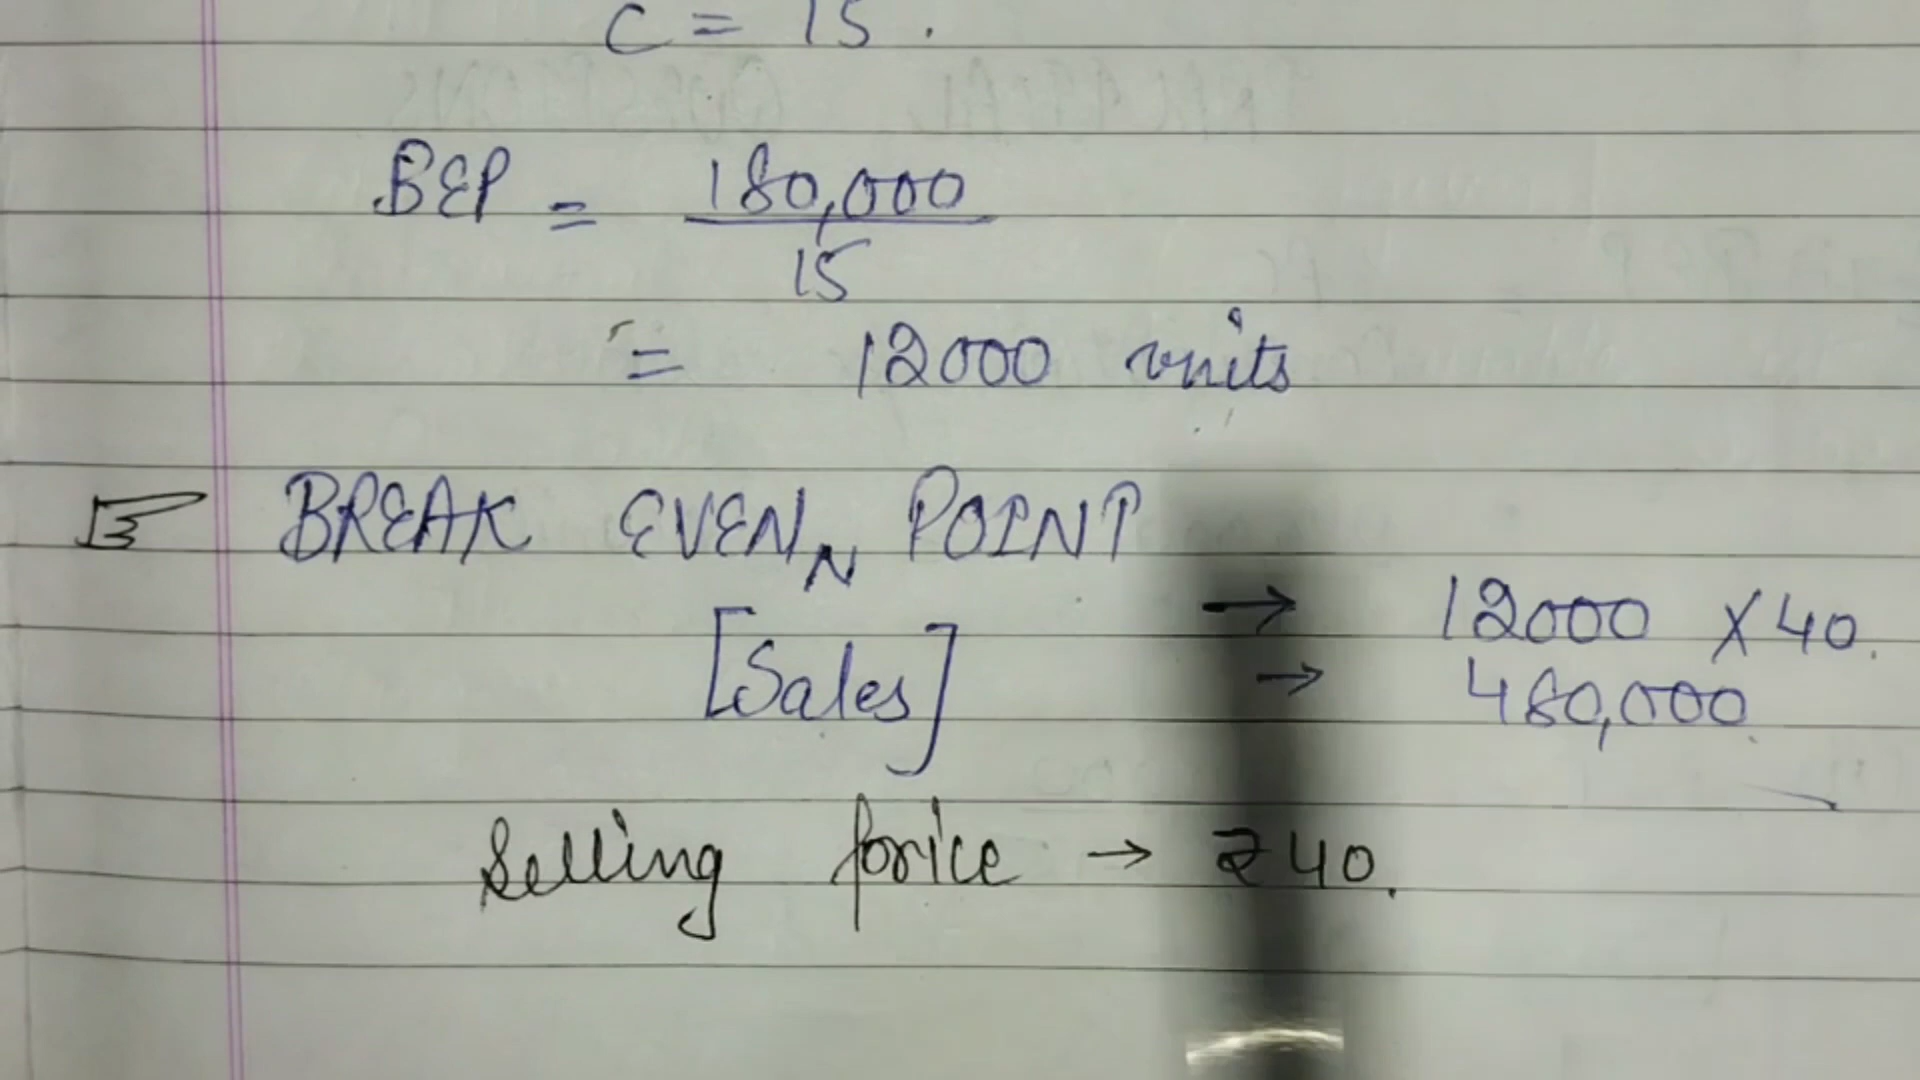 C = 15.
BEP = 180,000
15
= 12000 units
BREAK EVEN N POINT
→ 12000 X 40.
[Sales] → 480,000
Selling price → ₹40.